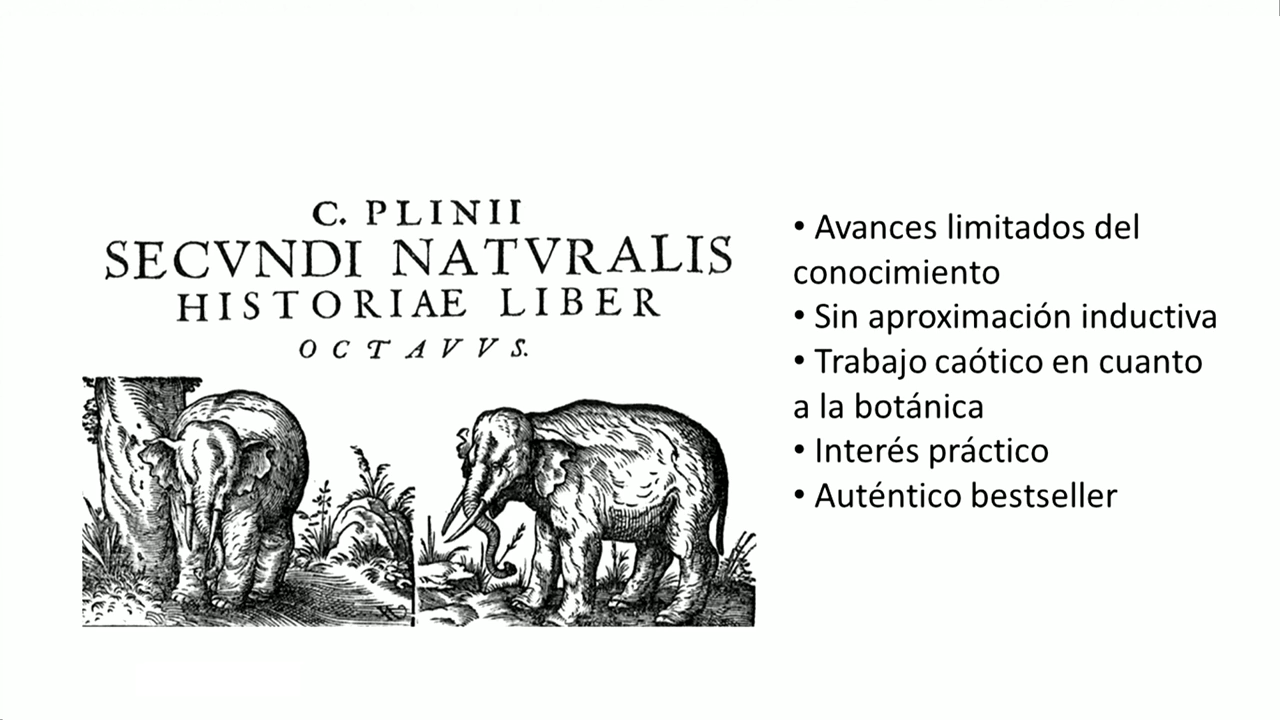 C. PLINII
SECVNDI NATVRALIS
HISTORIAE LIBER
OCTAVVS.
• Avances limitados del
conocimiento
• Sin aproximación inductiva
• Trabajo caótico en cuanto
a la botánica
• Interés práctico
• Auténtico bestseller